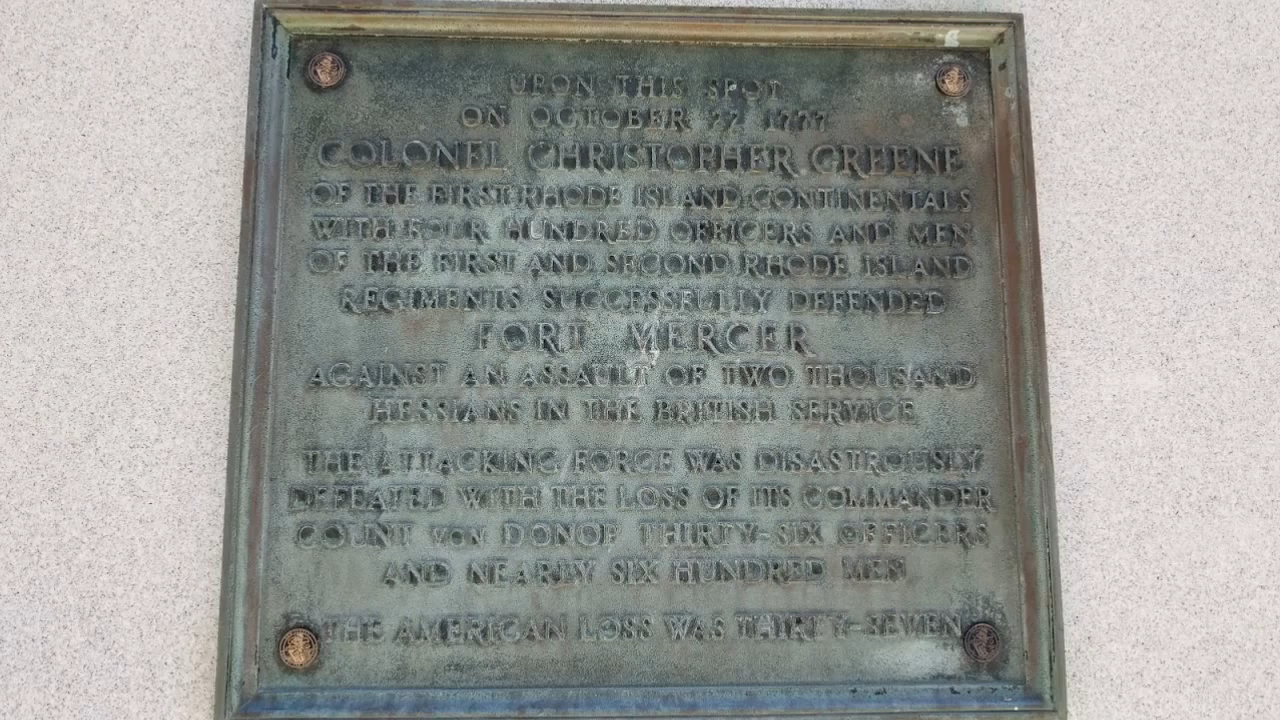 UPON THIS SPOT
ON OCTOBER 22 1777
COLONEL CHRISTOPHER GREENE
OF THE FIRST RHODE ISLAND CONTINENTALS
WITH FOUR HUNDRED OFFICERS AND MEN
OF THE FIRST AND SECOND RHODE ISLAND
REGIMENTS SUCCESSFULLY DEFENDED
FORT MERCER
AGAINST AN ASSAULT OF TWO THOUSAND
HESSIANS IN THE BRITISH SERVICE
THE ATTACKING FORCE WAS DISASTROUSLY
DEFEATED WITH THE LOSS OF ITS COMMANDER
COUNT VON DONOP THIRTY-SIX OFFICERS
AND NEARLY SIX HUNDRED MEN
THE AMERICAN LOSS WAS THIRTY-SEVEN